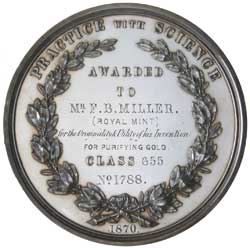 PRACTICE WITH SCIENCE
AWARDED
TO
Mr F. B. MILLER.
(ROYAL MINT)
for the Originality & Utility of his Invention
FOR PURIFYING GOLD
CLASS 655
No 1788.
1870